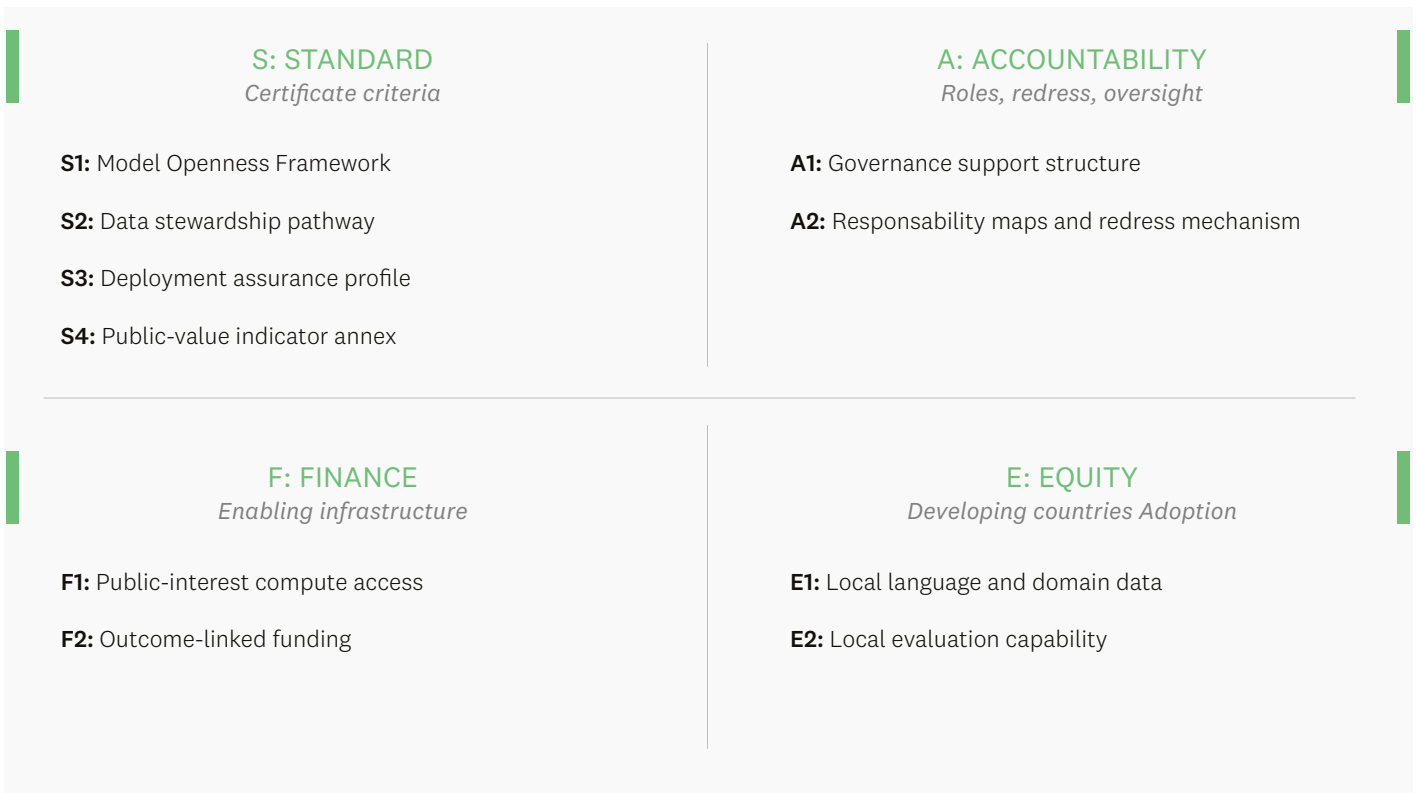 S: STANDARD
Certificate criteria
S1: Model Openness Framework
S2: Data stewardship pathway
S3: Deployment assurance profile
S4: Public-value indicator annex
A: ACCOUNTABILITY
Roles, redress, oversight
A1: Governance support structure
A2: Responsability maps and redress mechanism
F: FINANCE
Enabling infrastructure
F1: Public-interest compute access
F2: Outcome-linked funding
E: EQUITY
Developing countries Adoption
E1: Local language and domain data
E2: Local evaluation capability